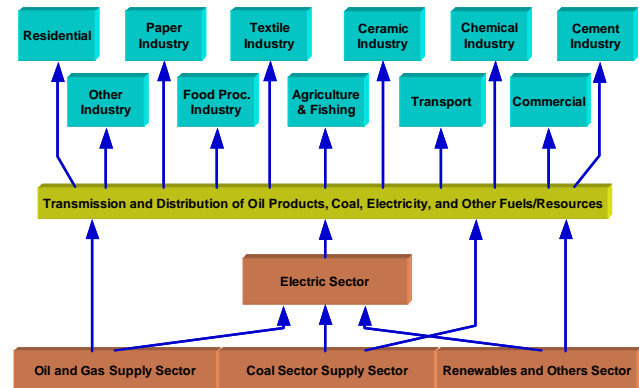 Residential
Paper
Industry
Textile
Industry
Ceramic
Industry
Chemical
Industry
Cement
Industry
Other
Industry
Food Proc.
Industry
Agriculture
& Fishing
Transport
Commercial
Transmission and Distribution of Oil Products, Coal, Electricity, and Other Fuels/Resources
Electric Sector
Oil and Gas Supply Sector
Coal Sector Supply Sector
Renewables and Others Sector